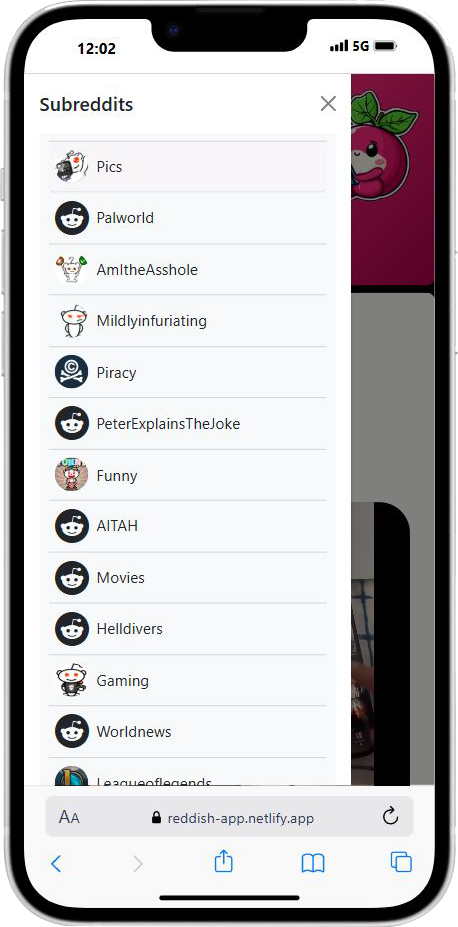 12:02
5G
Subreddits
Pics
Palworld
AmItheAsshole
Mildlyinfuriating
Piracy
PeterExplainsTheJoke
Funny
AITAH
Movies
Helldivers
Gaming
Worldnews
Leagueoflegends
AA
reddish-app.netlify.app